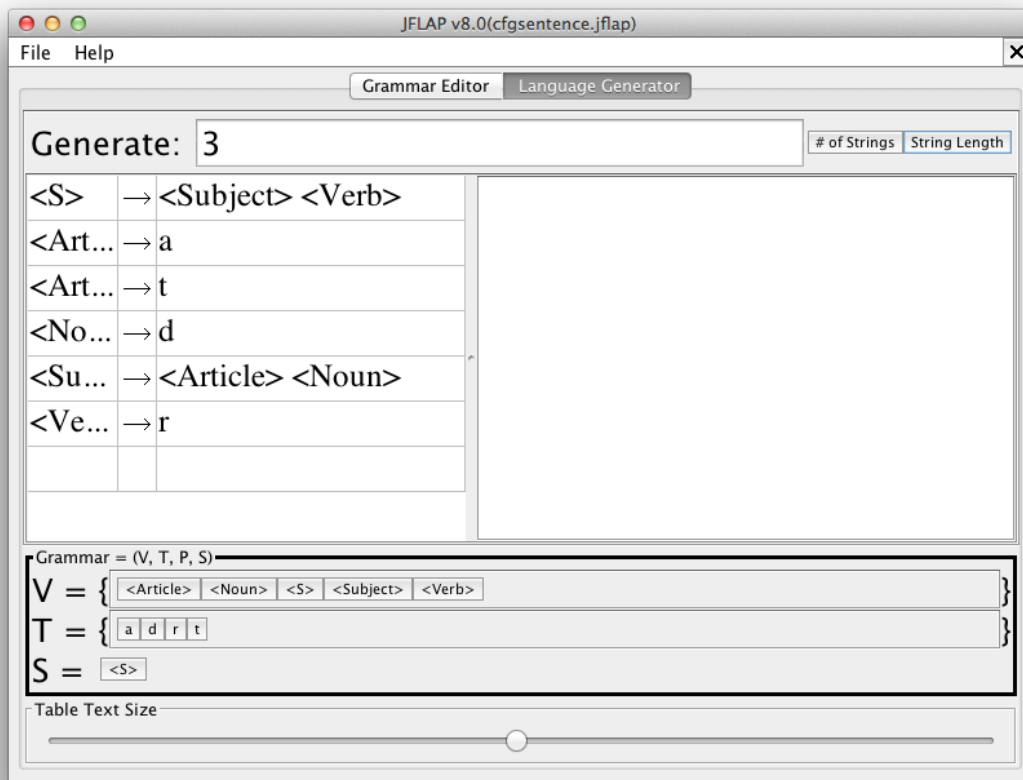 JFLAP v8.0(cfgsentence.jflap)
File Help
Grammar Editor Language Generator
Generate: 3 # of Strings String Length
<S> → <Subject> <Verb>
<Art... → a
<Art... → t
<No... → d
<Su... → <Article> <Noun>
<Ve... → r
Grammar = (V, T, P, S)
V = { <Article> <Noun> <S> <Subject> <Verb> }
T = { a d r t }
S = <S>
Table Text Size